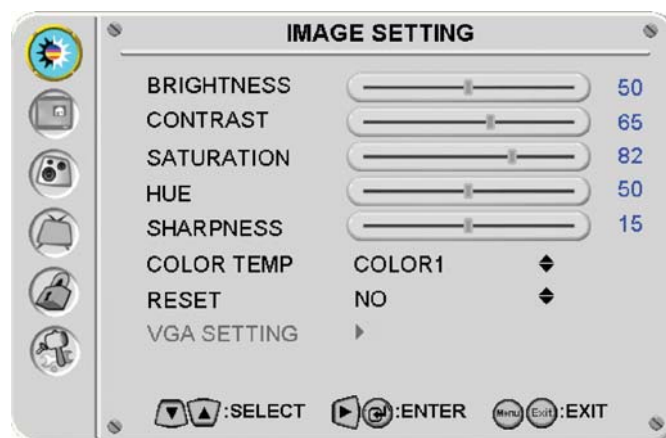 IMAGE SETTING
BRIGHTNESS 50
CONTRAST 65
SATURATION 82
HUE 50
SHARPNESS 15
COLOR TEMP COLOR1
RESET NO
VGA SETTING
:SELECT :ENTER Menu Exit :EXIT